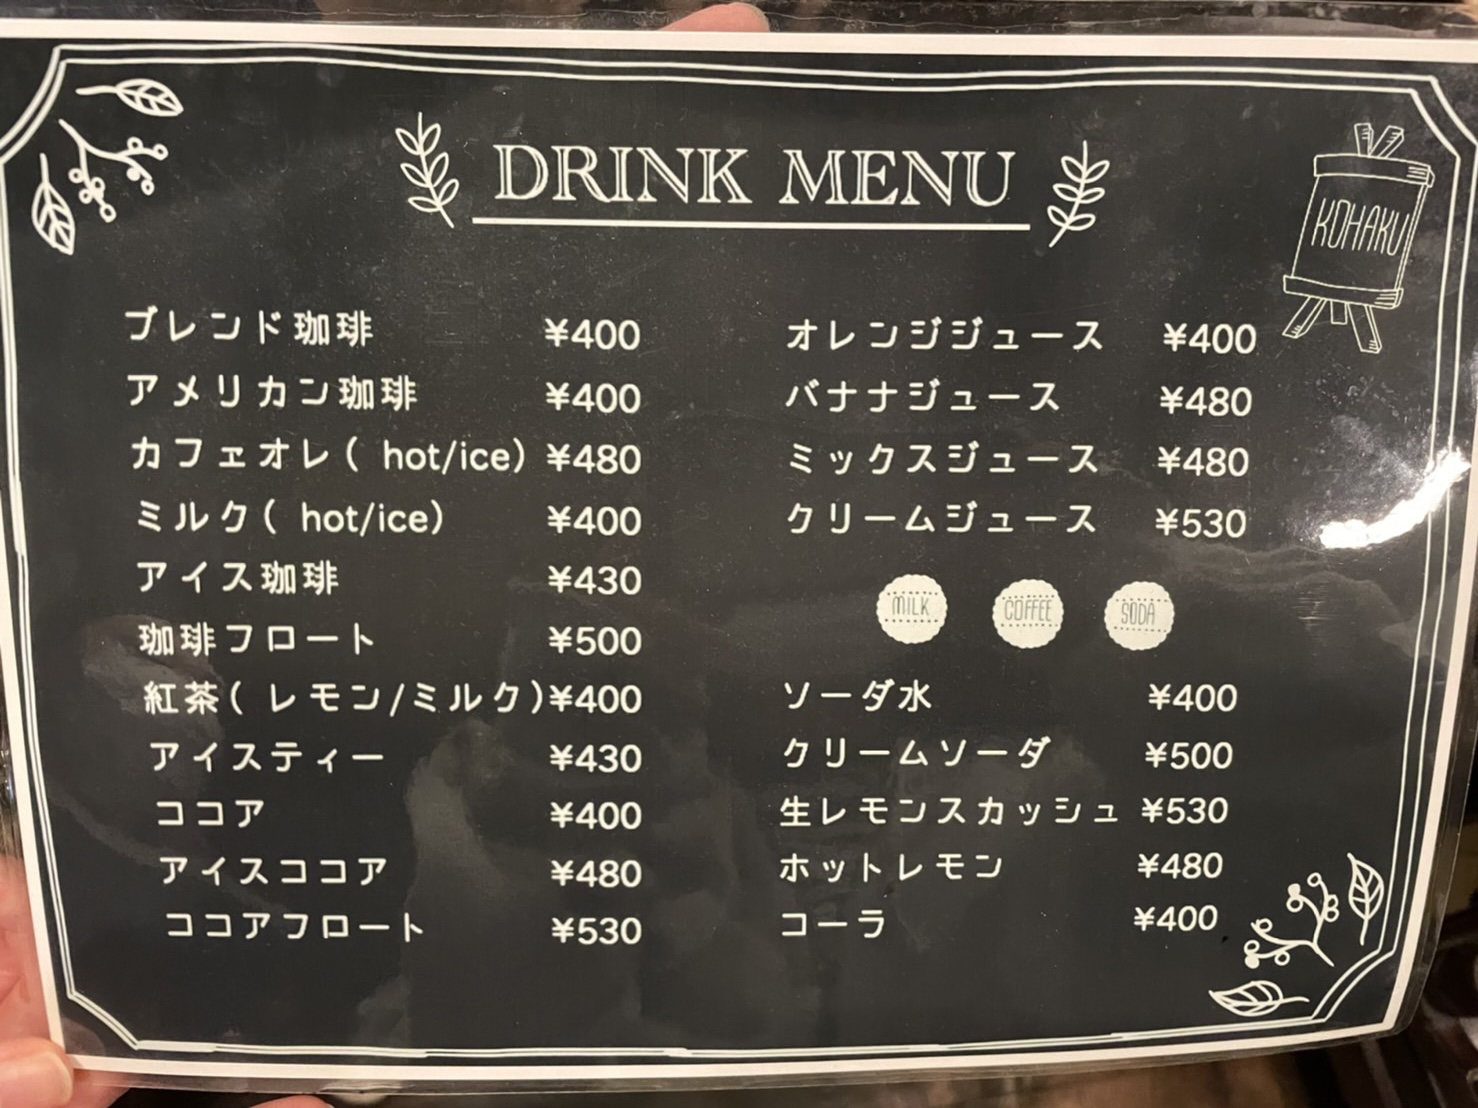 DRINK MENU
KOHAKU
ブレンド珈琲 ¥400
アメリカン珈琲 ¥400
カフェオレ( hot/ice) ¥480
ミルク( hot/ice) ¥400
アイス珈琲 ¥430
珈琲フロート ¥500
紅茶( レモン/ミルク)¥400
アイスティー ¥430
ココア ¥400
アイスココア ¥480
ココアフロート ¥530
オレンジジュース ¥400
バナナジュース ¥480
ミックスジュース ¥480
クリームジュース ¥530
MILK COFFEE SODA
ソーダ水 ¥400
クリームソーダ ¥500
生レモンスカッシュ ¥530
ホットレモン ¥480
コーラ ¥400